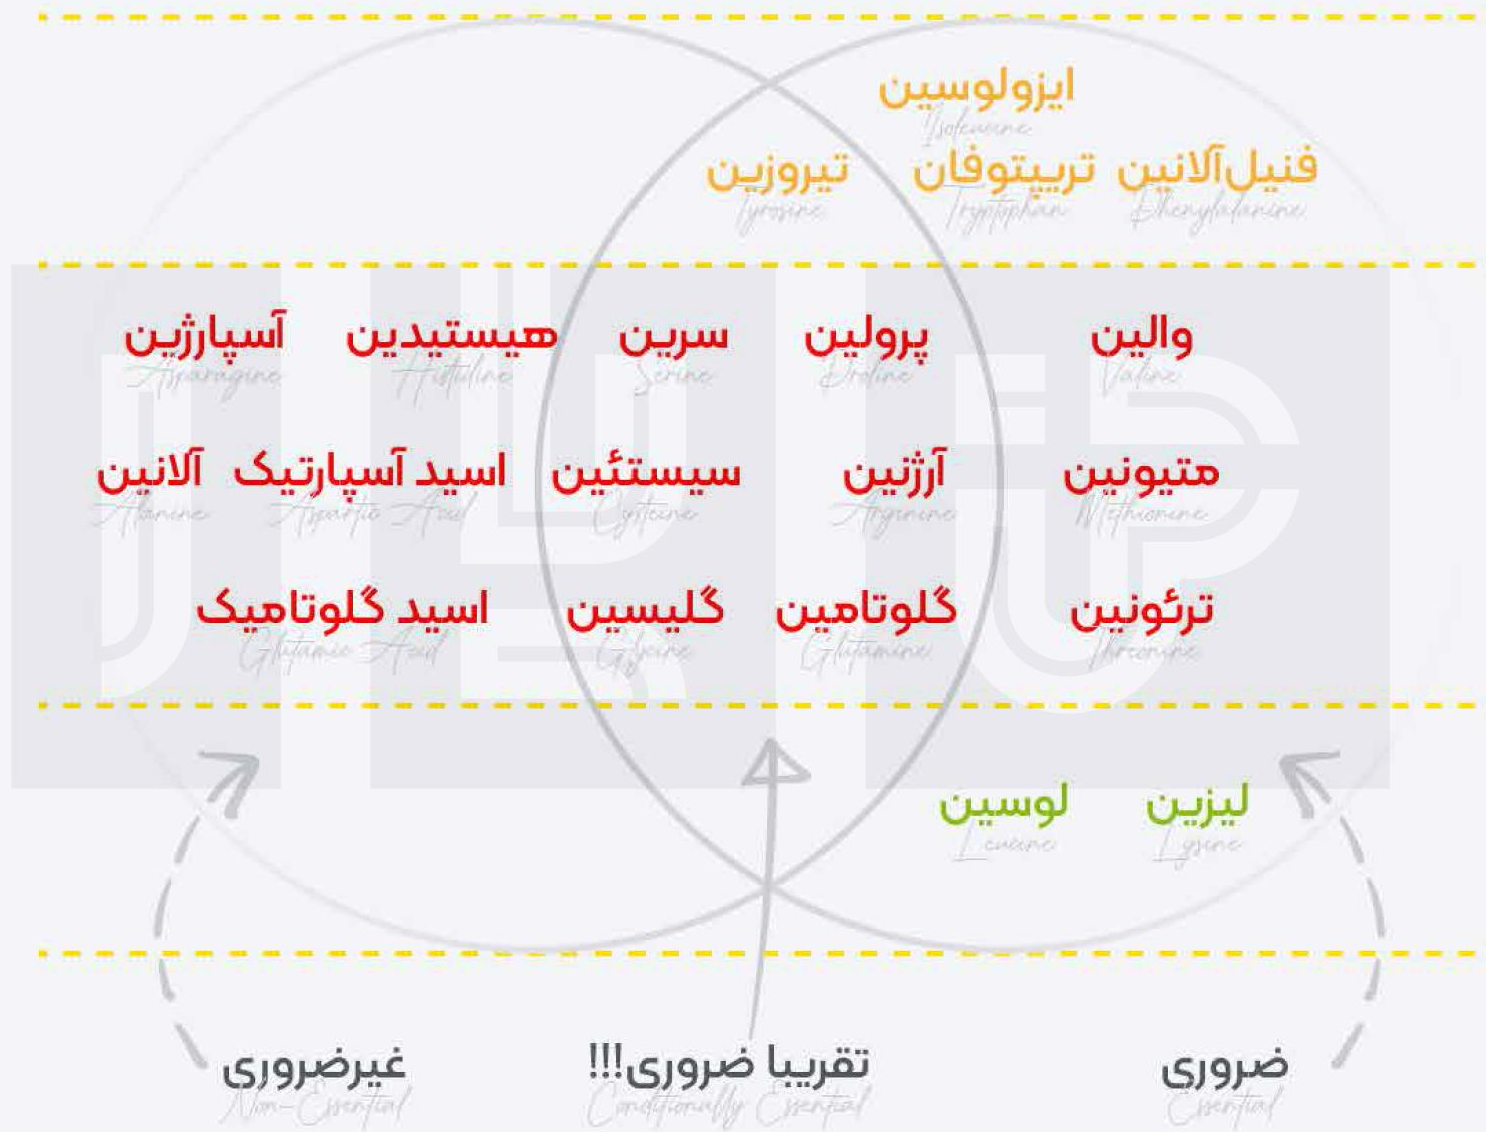 ایزولوسین
Isoleucine
فنیل‌آلانین تریپتوفان تیروزین
Phenylalanine Tryptophan Tyrosine
والین پرولین سرین هیستیدین آسپارژین
Valine Proline Serine Histidine Asparagine
متیونین آرژنین سیستئین اسید آسپارتیک آلانین
Methionine Arginine Cysteine Aspartic Acid Alanine
ترئونین گلوتامین گلیسین اسید گلوتامیک
Threonine Glutamine Glycine Glutamic Acid
لیزین لوسین
Lysine Leucine
ضروری تقریبا ضروری!!! غیرضروری
Essential Conditionally Essential Non-Essential